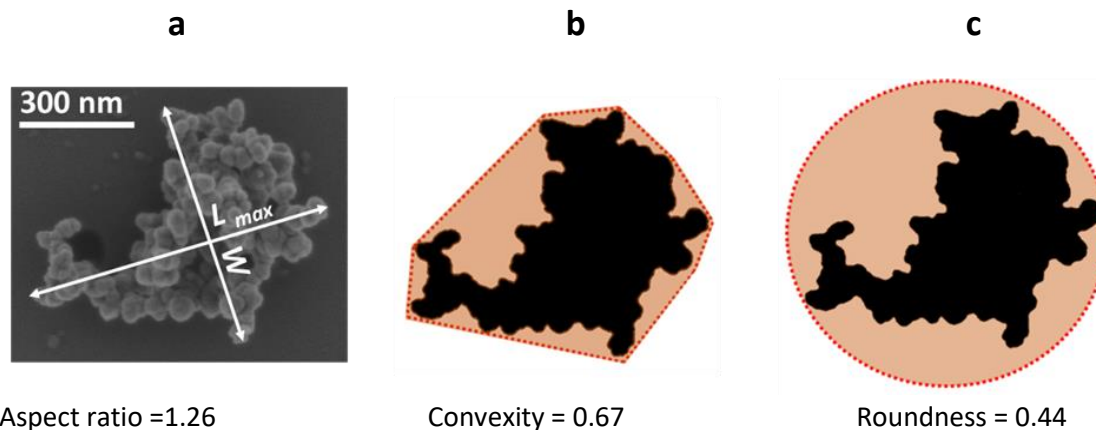 a b c
300 nm
L max
W
Aspect ratio =1.26 Convexity = 0.67 Roundness = 0.44